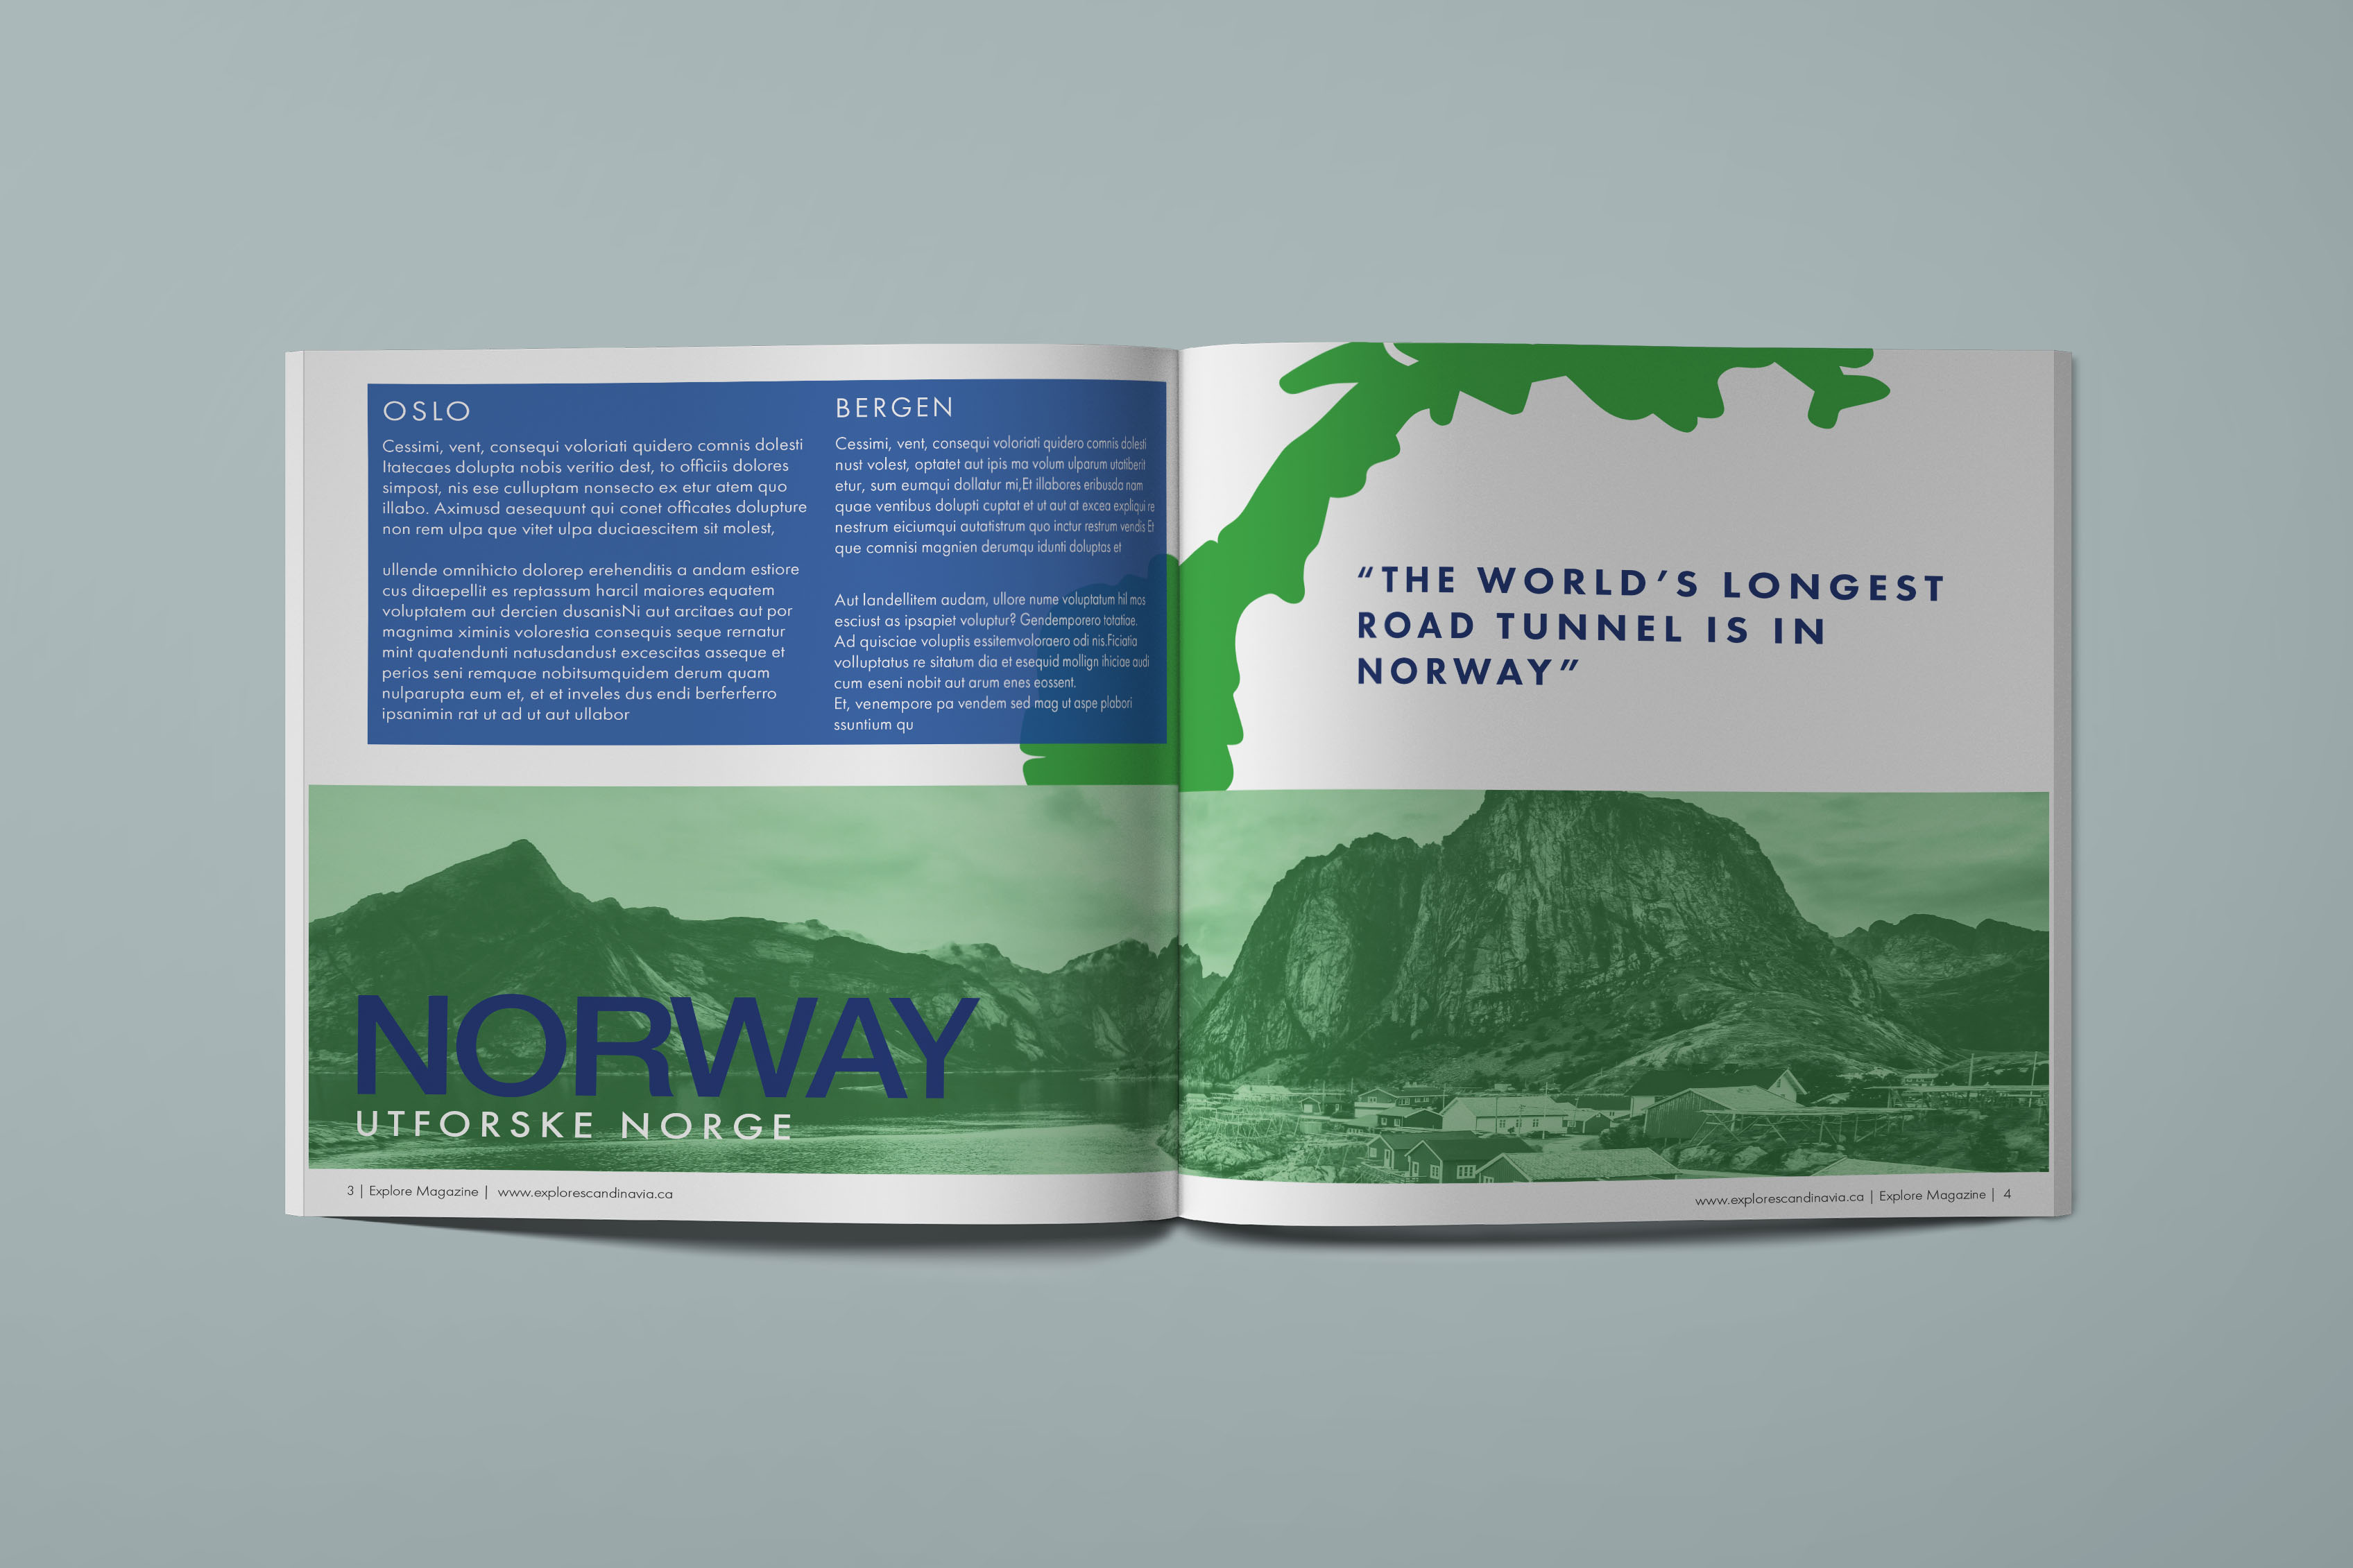 OSLO
Cessimi, vent, consequi voloriati quidero comnis dolesti
Itatecaes dolupta nobis veritio dest, to officiis dolores
simpost, nis ese culluptam nonsecto ex etur atem quo
illabo. Aximusd aesequunt qui conet officates dolupture
non rem ulpa que vitet ulpa duciaescitem sit molest,
ullende omnihicto dolorep erehenditis a andam estiore
cus ditaepellit es reptassum harcil maiores equatem
voluptatem aut dercien dusanisNi aut arcitaes aut por
magnima ximinis volorestia consequis seque rernatur
mint quatendunti natusdandust excescitas asseque et
perios seni remquae nobitsumquidem derum quam
nulparupta eum et, et et inveles dus endi berferferro
ipsanimin rat ut ad ut aut ullabor
BERGEN
Cessimi, vent, consequi voloriati quidero comnis dolesti
nust volest, optatet aut ipis ma volum ulparum utatiberit
etur, sum eumqui dollatur mi,Et illabores eribusda nam
quae ventibus dolupti cuptat et ut aut at excea expliqui re
nestrum eiciumqui autatistrum quo inctur restrum vendis Et
que comnisi magnien derumqu idunti doluptas et
Aut landellitem audam, ullore nume voluptatum hil mos
esciust as ipsapiet voluptur? Gendemporero totatiae.
Ad quisciae voluptis essitemvoloraero odi nis.Ficiatia
volluptatus re sitatum dia et esequid mollign ihiciae audi
cum eseni nobit aut arum enes eossent.
Et, venempore pa vendem sed mag ut aspe plabori
ssuntium qu
NORWAY
UTFORSKE NORGE
3 | Explore Magazine | www.explorescandinavia.ca
“THE WORLD’S LONGEST
ROAD TUNNEL IS IN
NORWAY”
www.explorescandinavia.ca | Explore Magazine | 4